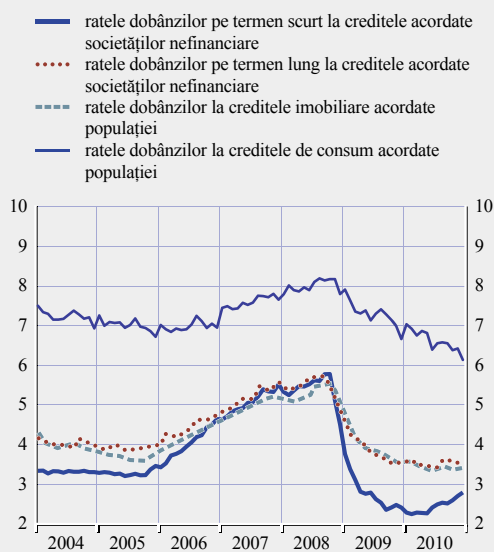 ratele dobânzilor pe termen scurt la creditele acordate
societăților nefinanciare
ratele dobânzilor pe termen lung la creditele acordate
societăților nefinanciare
ratele dobânzilor la creditele imobiliare acordate
populației
ratele dobânzilor la creditele de consum acordate
populației
10 10
9 9
8 8
7 7
6 6
5 5
4 4
3 3
2 2
2004 2005 2006 2007 2008 2009 2010